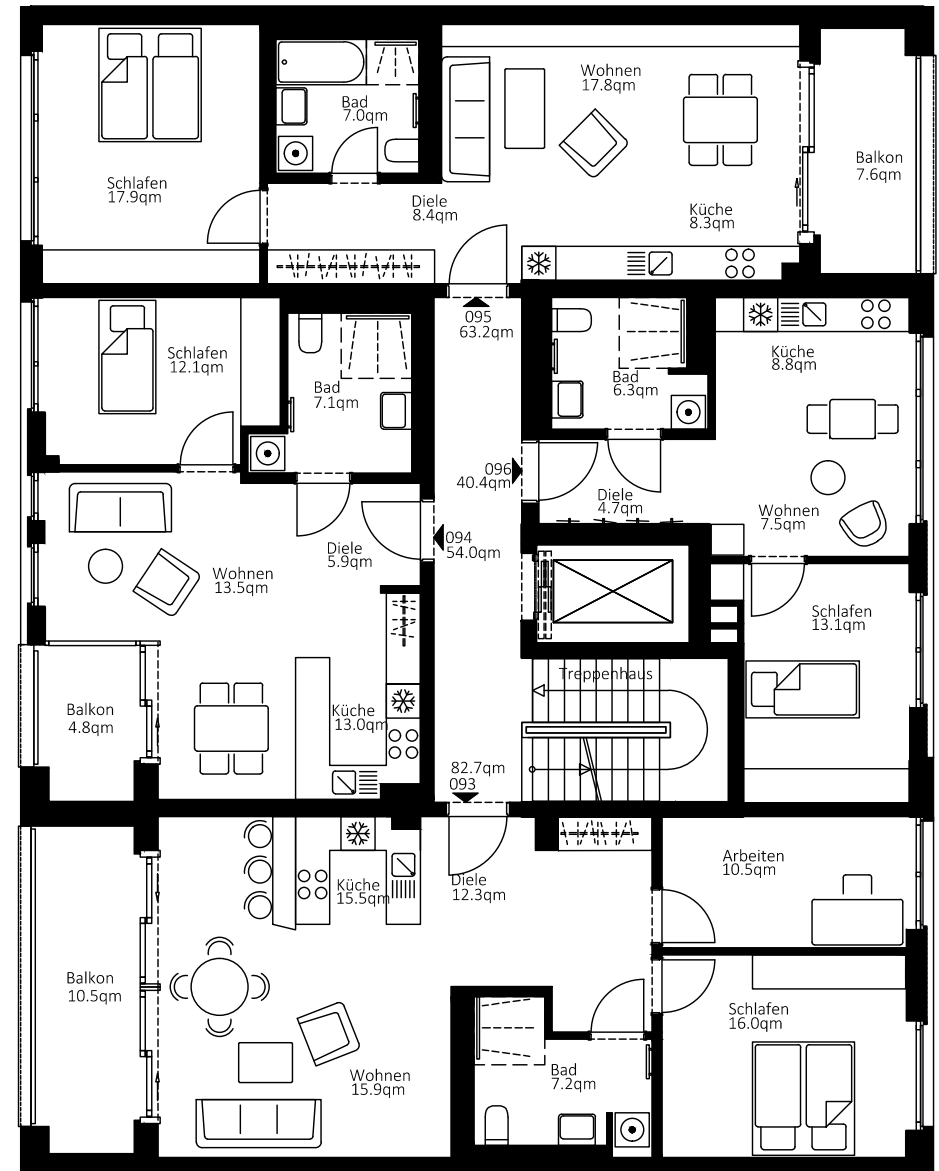 Schlafen
17.9qm
Bad
7.0qm
Wohnen
17.8qm
Balkon
7.6qm
Diele
8.4qm
Küche
8.3qm
095
63.2qm
Schlafen
12.1qm
Bad
7.1qm
Bad
6.3qm
Küche
8.8qm
096
40.4qm
Diele
4.7qm
Wohnen
7.5qm
094
54.0qm
Diele
5.9qm
Wohnen
13.5qm
Schlafen
13.1qm
Treppenhaus
Balkon
4.8qm
Küche
13.0qm
82.7qm
093
Küche
15.5qm
Diele
12.3qm
Arbeiten
10.5qm
Balkon
10.5qm
Schlafen
16.0qm
Wohnen
15.9qm
Bad
7.2qm